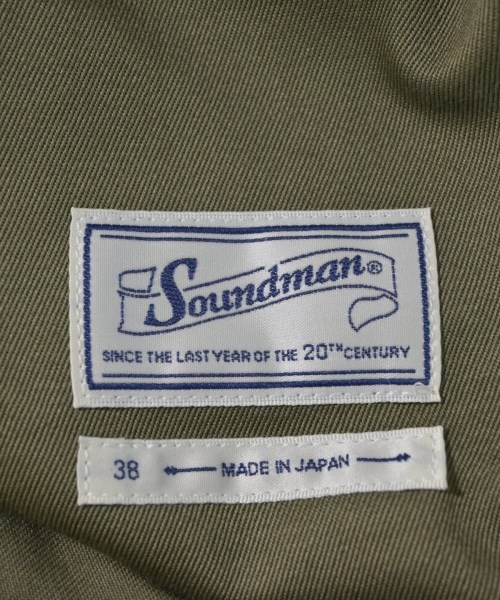 Soundman®
SINCE THE LAST YEAR OF THE 20TH CENTURY
38 MADE IN JAPAN